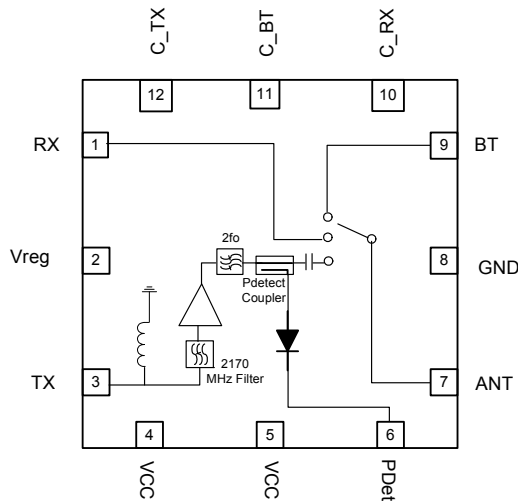 C_TX
C_BT
C_RX
12
11
10
RX
1
9
BT
2fo
Vreg
2
8
GND
Pdetect
Coupler
TX
3
2170
MHz Filter
7
ANT
4
5
6
VCC
VCC
PDet